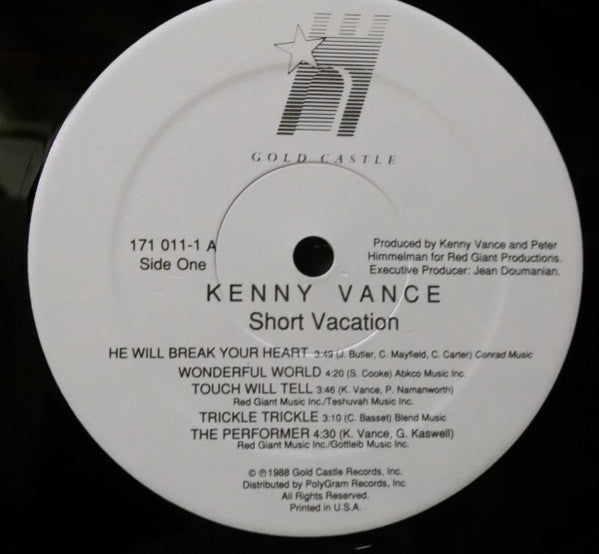 GOLD CASTLE
171 011-1 A
Side One
Produced by Kenny Vance and Peter
Himmelman for Red Giant Productions.
Executive Producer: Jean Doumanian.
KENNY VANCE
Short Vacation
HE WILL BREAK YOUR HEART 3:49 (J. Butler, C. Mayfield, C. Carter) Conrad Music
WONDERFUL WORLD 4:20 (S. Cooke) Abkco Music Inc.
TOUCH WILL TELL 3:46 (K. Vance, P. Namanworth)
Red Giant Music Inc./Teshuvah Music Inc.
TRICKLE TRICKLE 3:10 (C. Basset) Blend Music
THE PERFORMER 4:30 (K. Vance, G. Kaswell)
Red Giant Music Inc./Gottleib Music Inc.
© ℗ 1988 Gold Castle Records, Inc.
Distributed by PolyGram Records, Inc.
All Rights Reserved.
Printed in U.S.A.